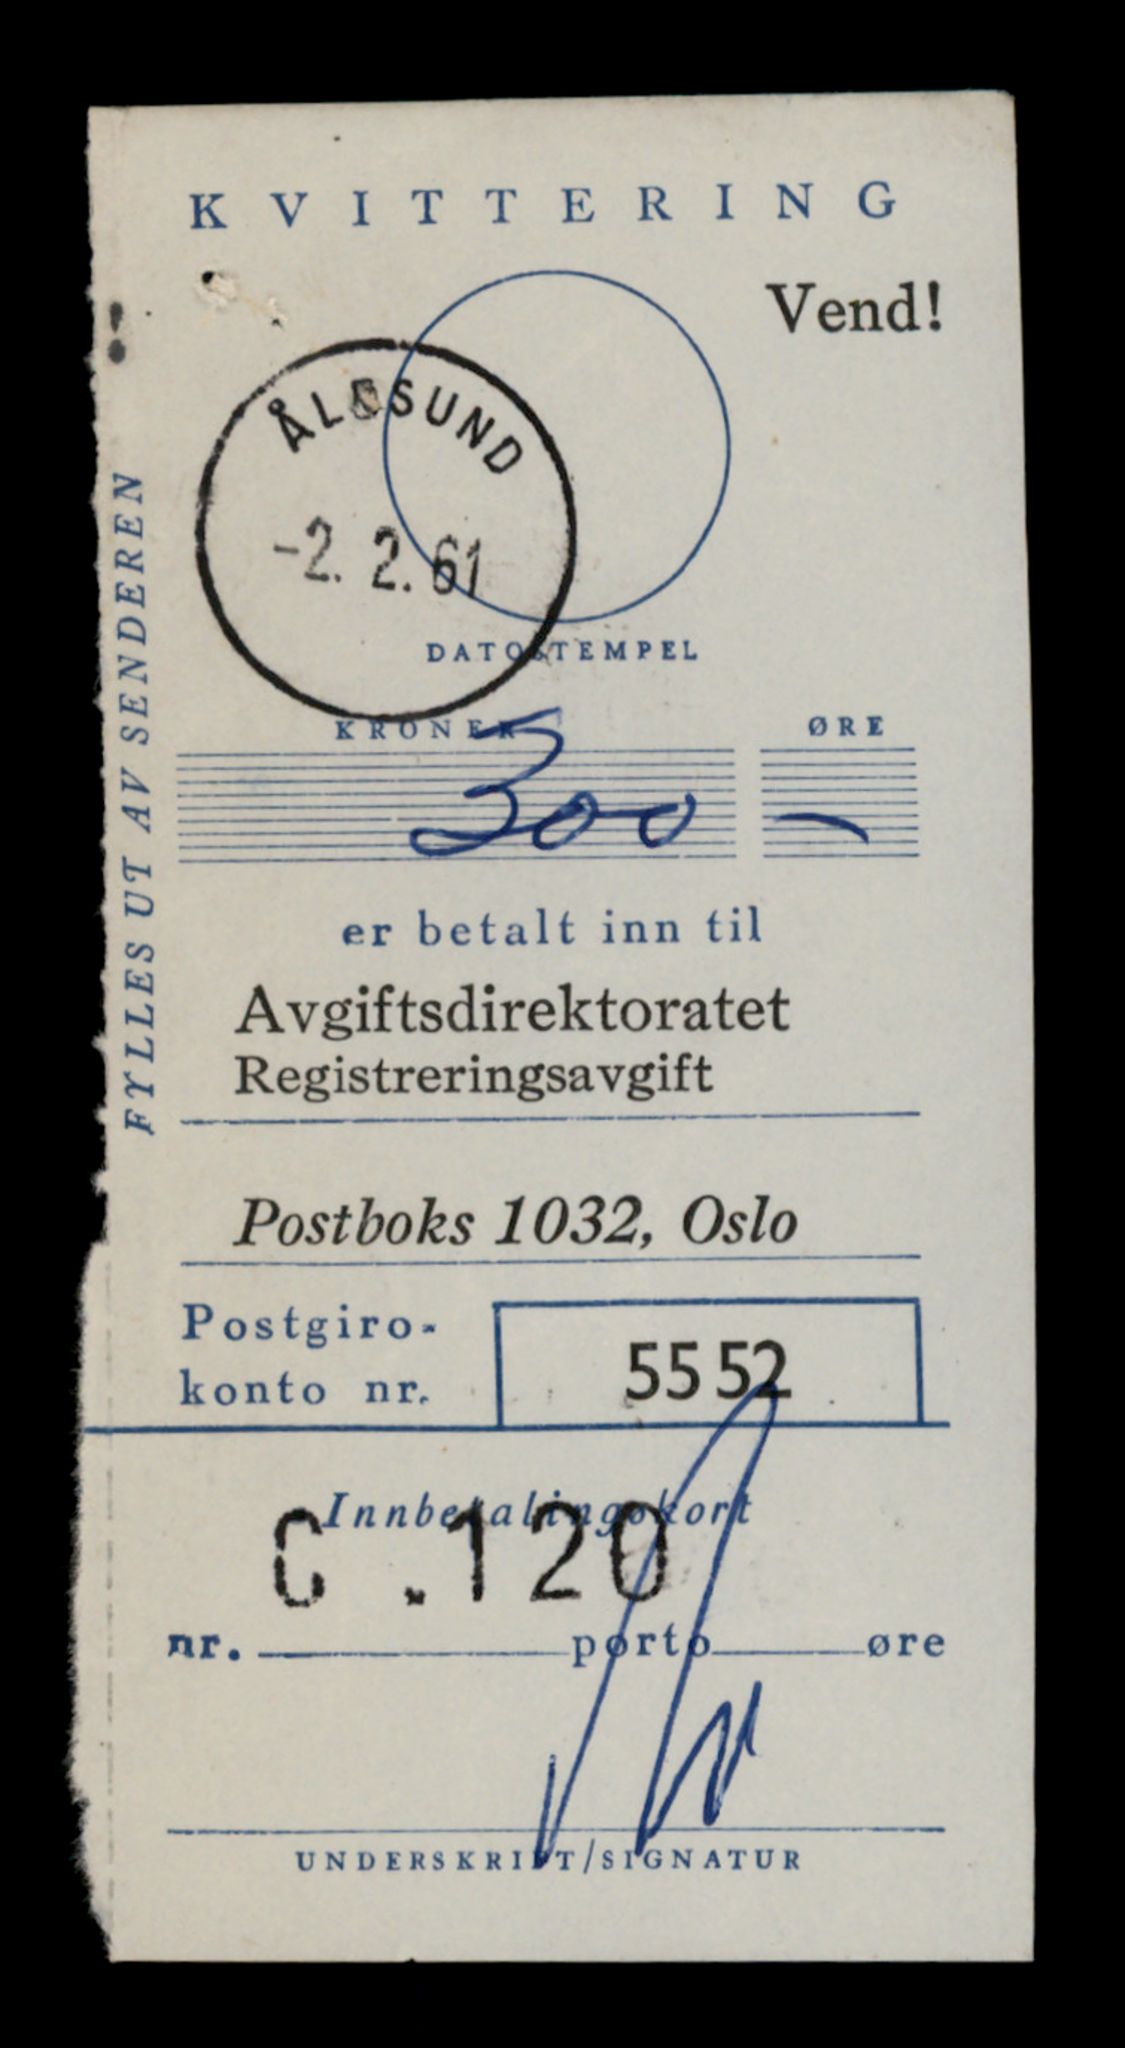 KVITTERING
Vend!
ÅLESUND
-2. 2. 61
DATOSTEMPEL
FYLLES UT AV SENDEREN
KRONER ØRE
300 -
er betalt inn til
Avgiftsdirektoratet
Registreringsavgift
Postboks 1032, Oslo
Postgiro-
konto nr.
5552
Innbetalingskort
C .120
nr. porto øre
UNDERSKRIFT/SIGNATUR